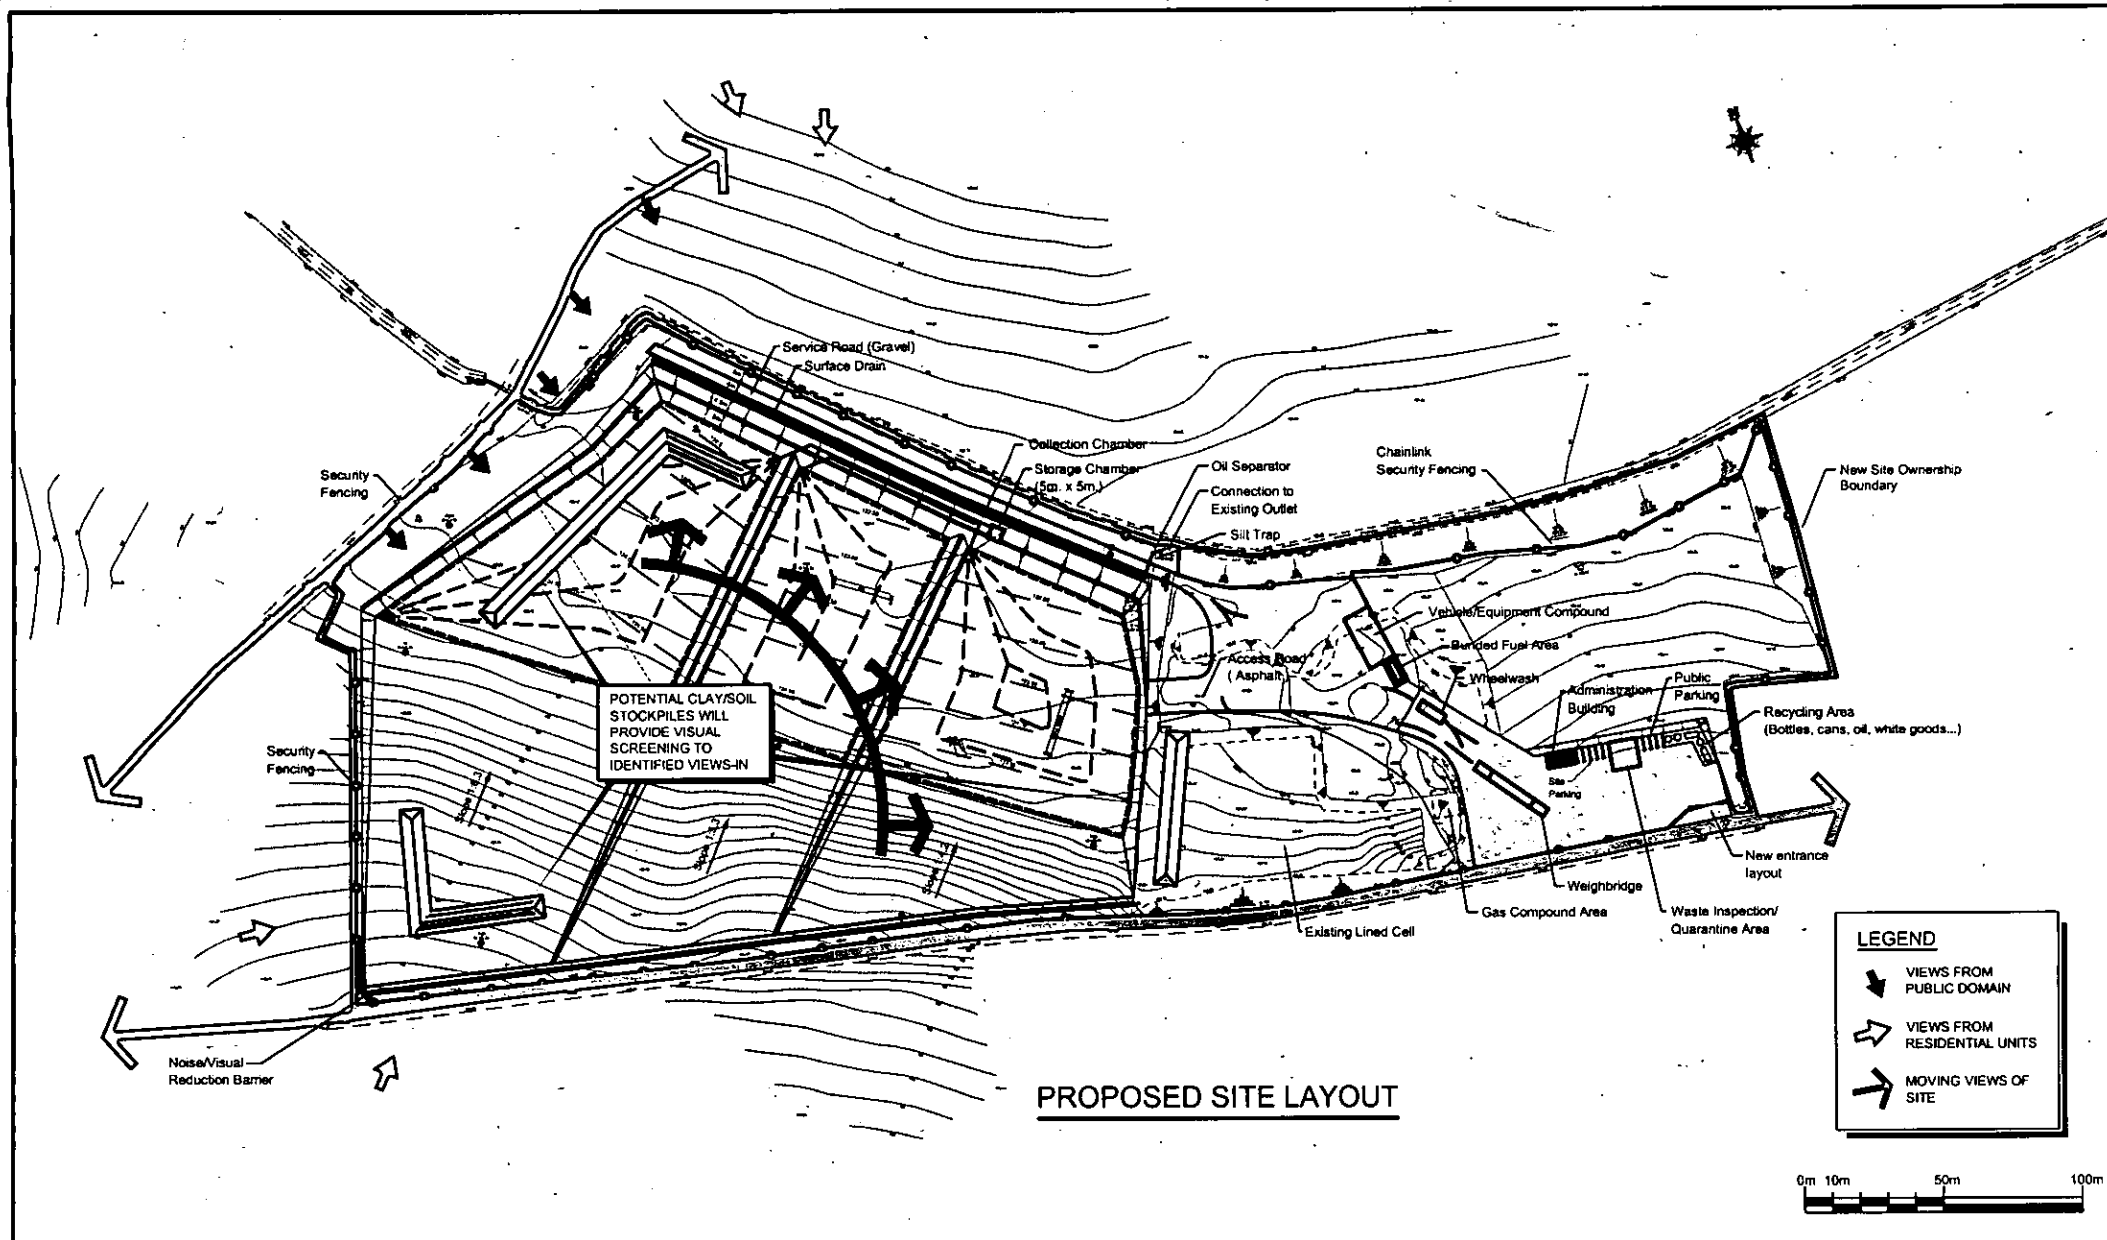 N
Service Road (Gravel)
Surface Drain
Collection Chamber
Storage Chamber
(5m. x 5m.)
Oil Separator
Connection to
Existing Outlet
Silt Trap
Chainlink
Security Fencing
New Site Ownership
Boundary
Security
Fencing
Vehicle/Equipment Compound
Bunded Fuel Area
Access Road
( Asphalt)
Wheelwash
Administration
Building
Public
Parking
Recycling Area
(Bottles, cans, oil, white goods...)
Site
Parking
POTENTIAL CLAY/SOIL
STOCKPILES WILL
PROVIDE VISUAL
SCREENING TO
IDENTIFIED VIEWS-IN
Security
Fencing
Slope 1:4.3
New entrance
layout
Weighbridge
Gas Compound Area
Waste Inspection/
Quarantine Area
Existing Lined Cell
Noise/Visual
Reduction Barrier
PROPOSED SITE LAYOUT
LEGEND
VIEWS FROM
PUBLIC DOMAIN
VIEWS FROM
RESIDENTIAL UNITS
MOVING VIEWS OF
SITE
0m 10m 50m 100m